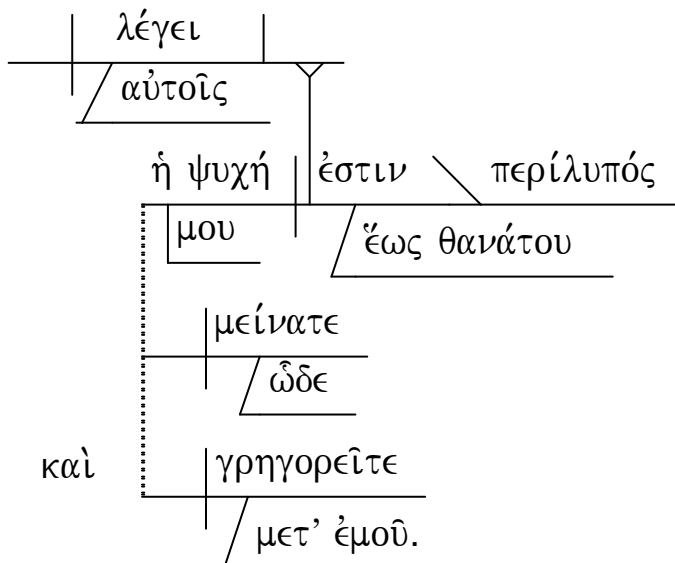 λέγει
αὐτοῖς
ἡ ψυχή ἐστιν περίλυπός
μου ἕως θανάτου
μείνατε
ὧδε
καὶ γρηγορεῖτε
μετ’ ἐμοῦ.